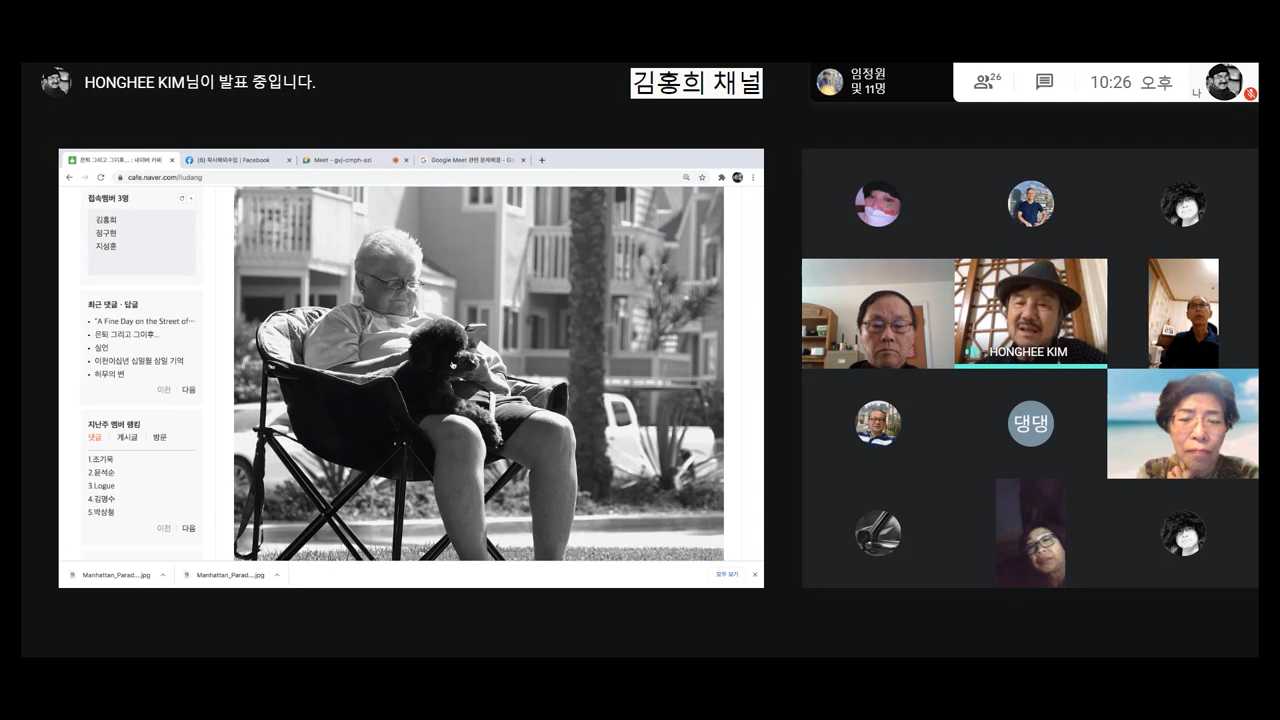 HONGHEE KIM님이 발표 중입니다.
김홍희 채널
임정원
및 11명
26
10:26 오후
나
은퇴 그리고 그이후... : 네이버 카페
(6) 픽사베외수입 | Facebook
Meet - gvj-cmph-azi
Google Meet 관련 문제해결 - Go
cafe.naver.com/iludang
접속멤버 3명
김홍희
정구현
지성훈
최근 댓글 · 답글
"A Fine Day on the Street of…
은퇴 그리고 그이후...
실언
이천이십년 십일월 삼일 기억
허무의 변
이전 다음
지난주 멤버 랭킹
댓글 게시글 방문
1.조기욱
2.윤석순
3.Logue
4.김명수
5.박상철
이전 다음
Manhattan_Parad....jpg
Manhattan_Parad....jpg
모두 보기
HONGHEE KIM
댕댕